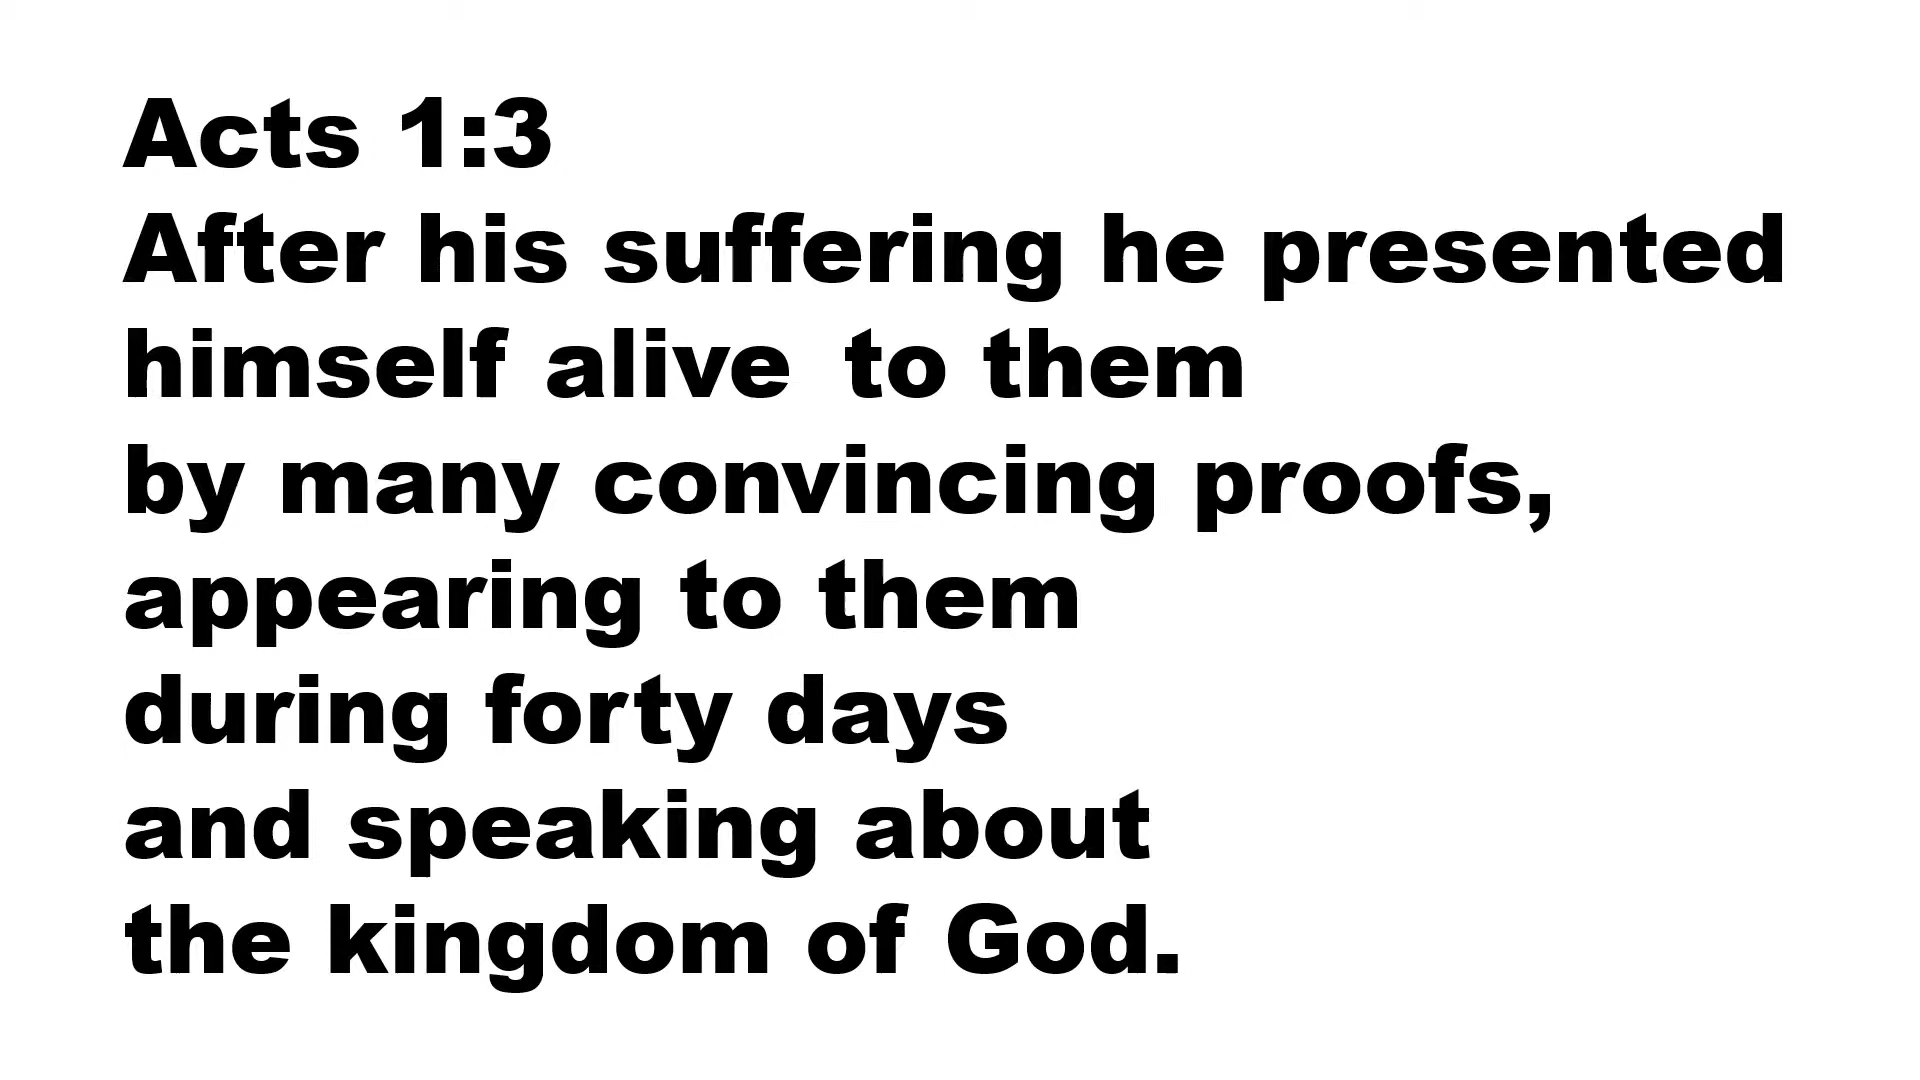 Acts 1:3
After his suffering he presented
himself alive to them
by many convincing proofs,
appearing to them
during forty days
and speaking about
the kingdom of God.